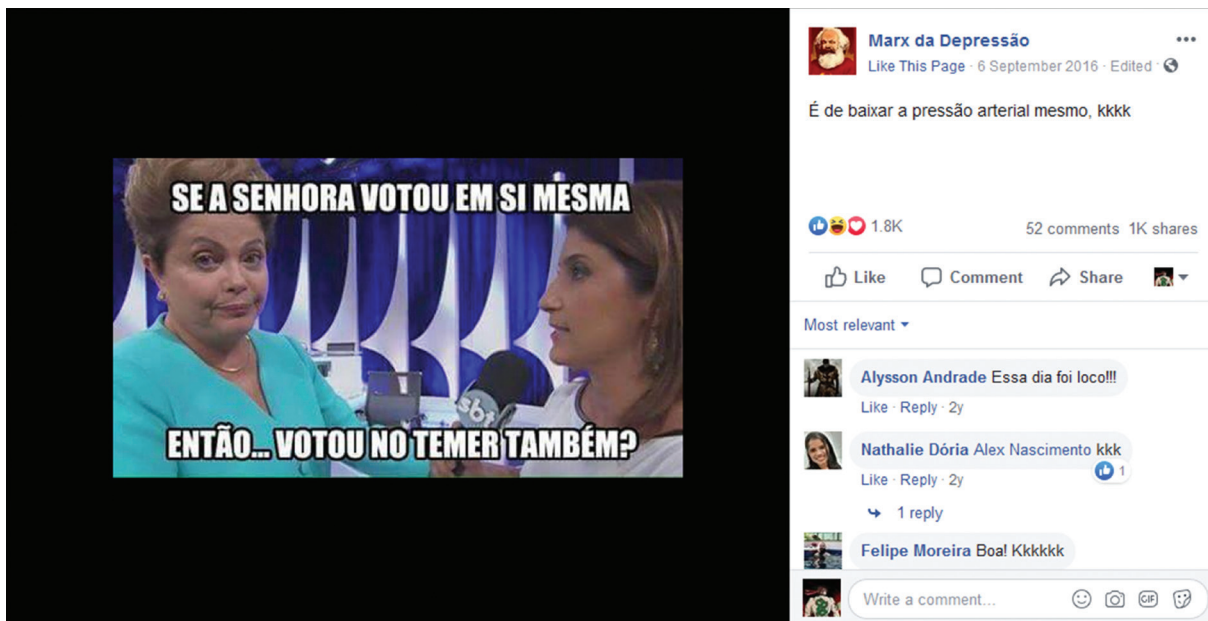 SE A SENHORA VOTOU EM SI MESMA
sbt
ENTÃO... VOTOU NO TEMER TAMBÉM?
Marx da Depressão
Like This Page · 6 September 2016 · Edited ·
É de baixar a pressão arterial mesmo, kkkk
1.8K 52 comments 1K shares
Like Comment Share
Most relevant
Alysson Andrade Essa dia foi loco!!!
Like · Reply · 2y
Nathalie Dória Alex Nascimento kkk
1
Like · Reply · 2y
1 reply
Felipe Moreira Boa! Kkkkkk
Write a comment...
GIF